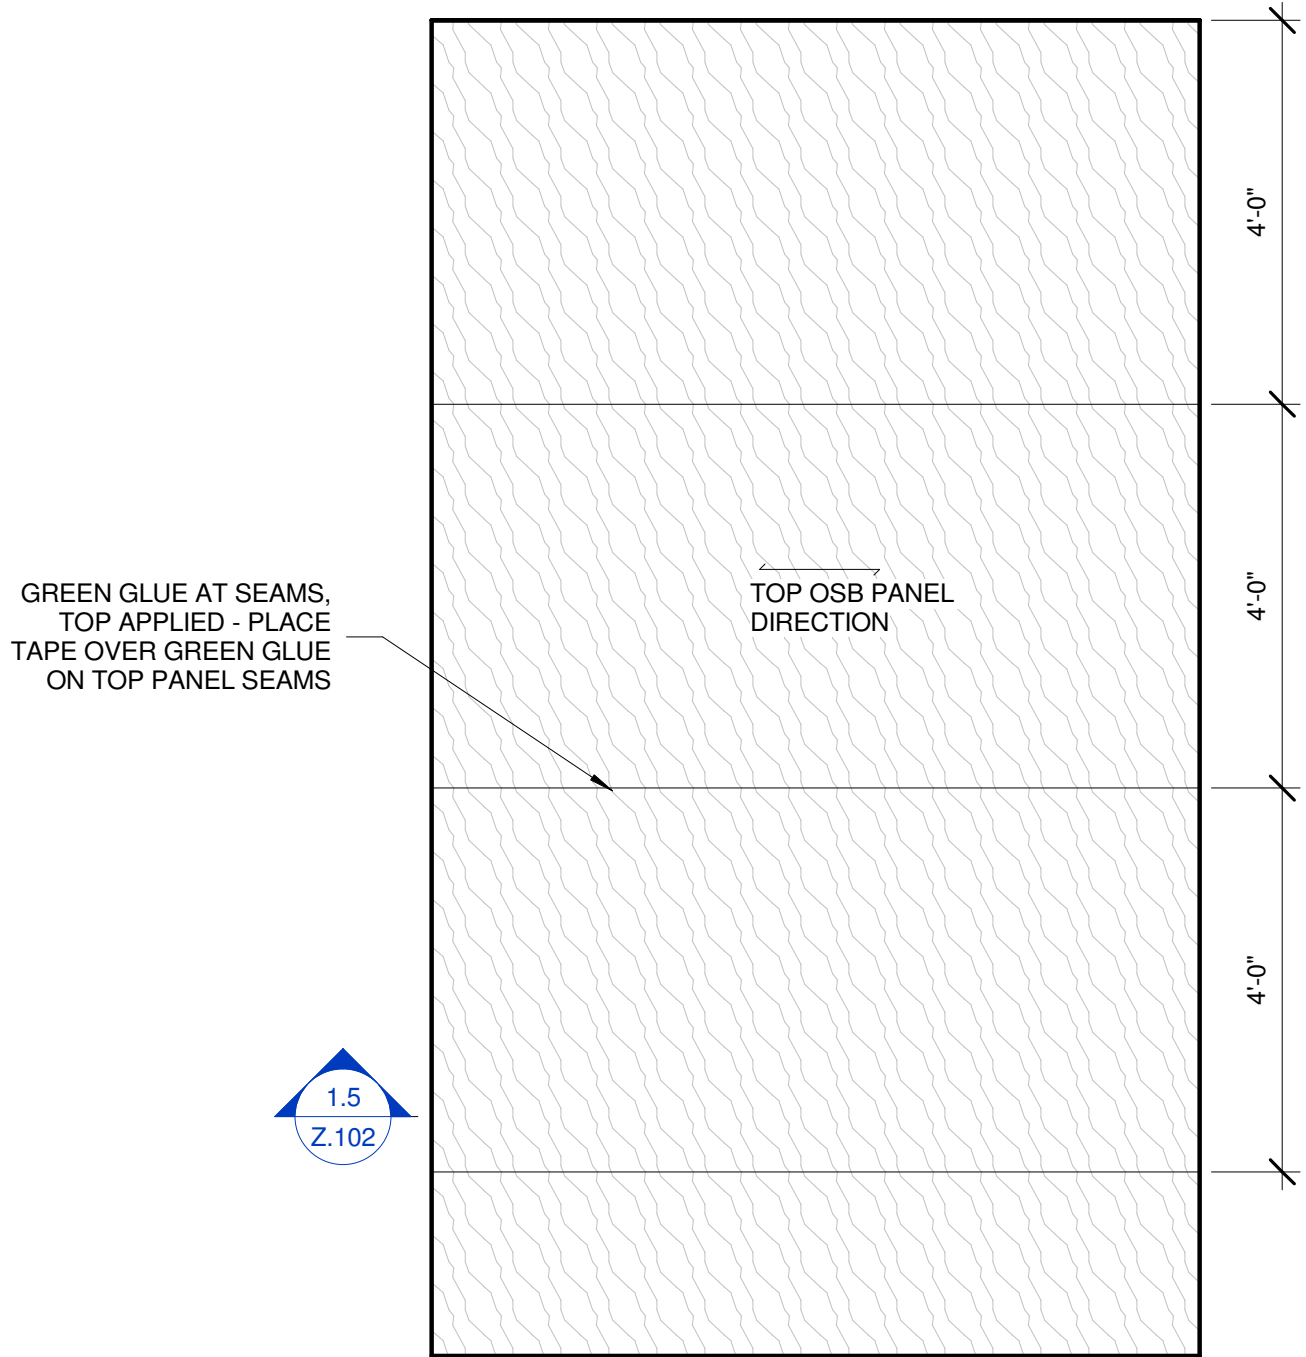 4'-0"
GREEN GLUE AT SEAMS,
TOP APPLIED - PLACE
TAPE OVER GREEN GLUE
ON TOP PANEL SEAMS
TOP OSB PANEL
DIRECTION
4'-0"
4'-0"
1.5
Z.102